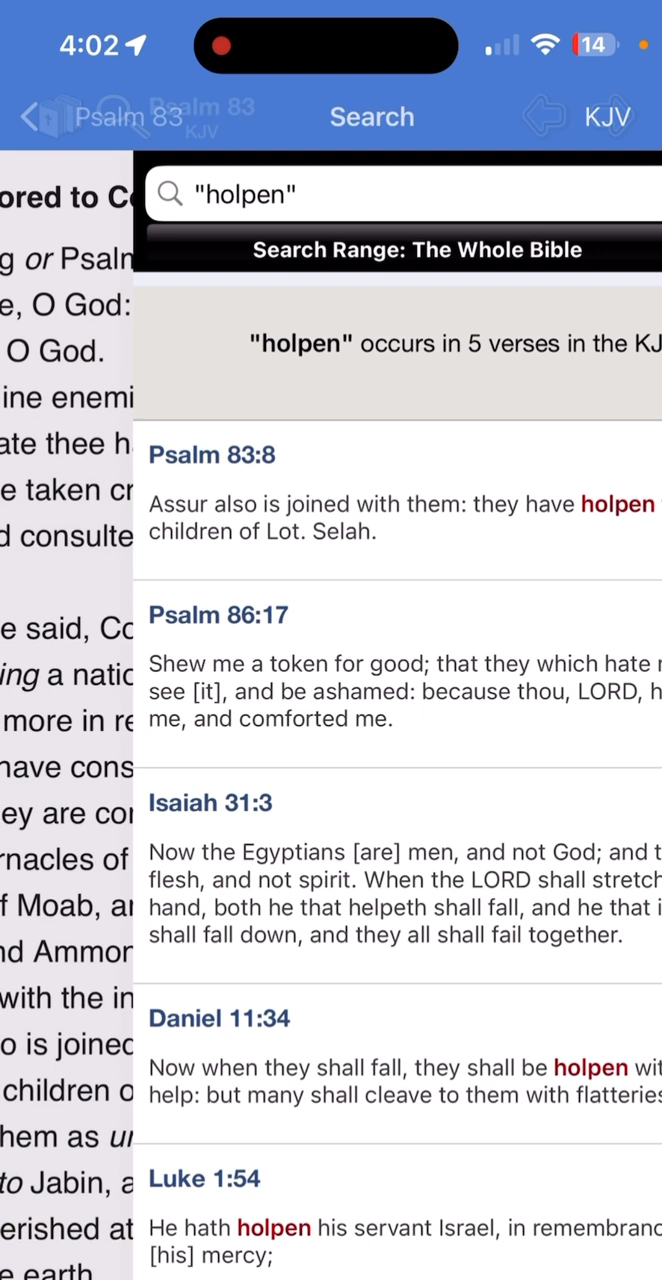 4:02
14
Psalm 83
Psalm 83
KJV
Search
KJV
ored to C
g or Psaln
e, O God:
O God.
ine enemi
ate thee h
e taken cr
d consulte
e said, Co
ing a natio
more in re
have cons
ey are con
rnacles of
f Moab, an
nd Ammon
with the in
o is joined
children o
hem as un
to Jabin, a
erished at
e earth
"holpen"
Search Range: The Whole Bible
"holpen" occurs in 5 verses in the KJ
Psalm 83:8
Assur also is joined with them: they have holpen
children of Lot. Selah.
Psalm 86:17
Shew me a token for good; that they which hate
see [it], and be ashamed: because thou, LORD, h
me, and comforted me.
Isaiah 31:3
Now the Egyptians [are] men, and not God; and t
flesh, and not spirit. When the LORD shall stretch
hand, both he that helpeth shall fall, and he that i
shall fall down, and they all shall fail together.
Daniel 11:34
Now when they shall fall, they shall be holpen wit
help: but many shall cleave to them with flatteries
Luke 1:54
He hath holpen his servant Israel, in remembranc
[his] mercy;